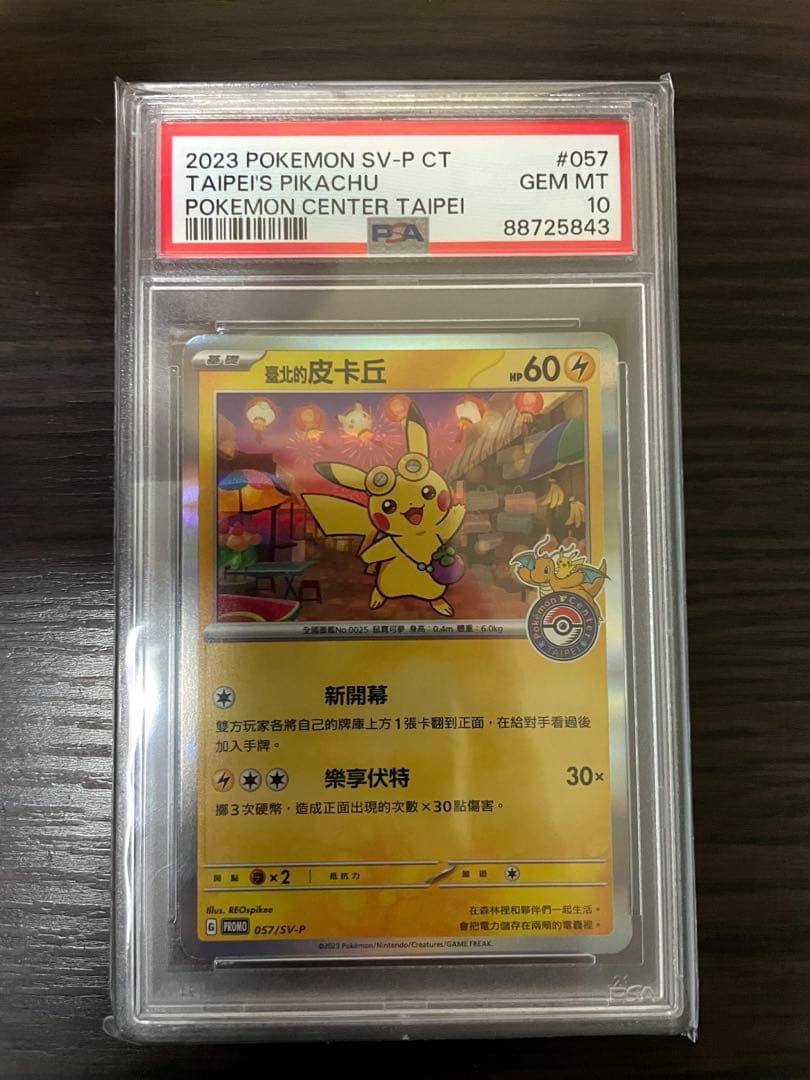 2023 POKEMON SV-P CT #057
TAIPEI'S PIKACHU GEM MT
POKEMON CENTER TAIPEI 10
PSA 88725843
基礎 臺北的皮卡丘 HP60
全國圖鑑No.0025 鼠寶可夢 身高:0.4m 體重:6.0kg
Pokémon Center
TAIPEI
新開幕
雙方玩家各將自己的牌庫上方1張卡翻到正面,在給對手看過後
加入手牌。
樂享伏特 30×
擲3次硬幣,造成正面出現的次數×30點傷害。
弱點 ×2 抵抗力 撤退
Illus. REOspikee
在森林裡和夥伴們一起生活。
會把電力儲存在兩頰的電囊裡。
G PROMO 057/SV-P
©2023 Pokémon/Nintendo/Creatures/GAME FREAK.
PSA